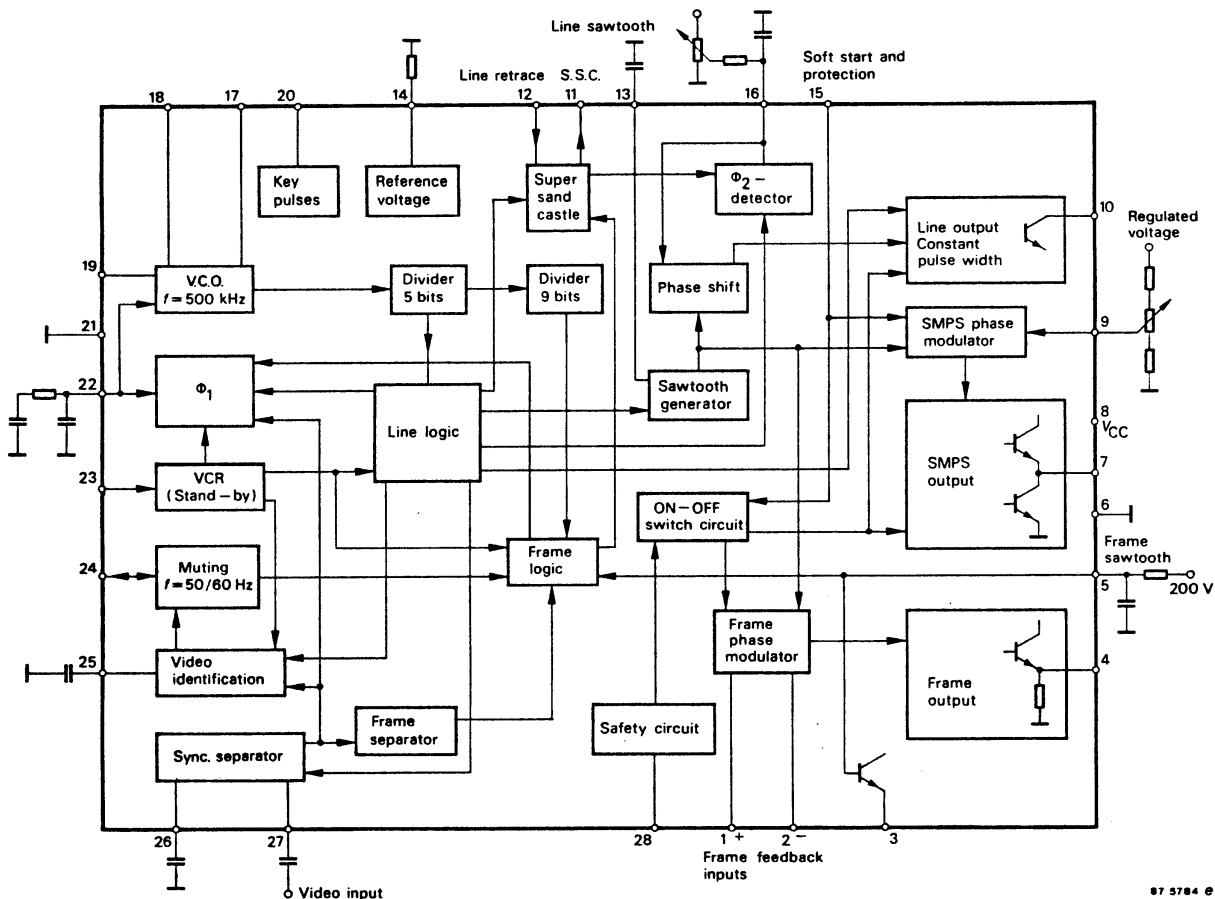 Line sawtooth
Soft start and
protection
Line retrace
S.S.C.
18
17
20
14
12
11
13
16
15
Key
pulses
Reference
voltage
Super
sand
castle
Φ2 –
detector
Line output
Constant
pulse width
10
Regulated
voltage
19
V.C.O.
f = 500 kHz
Divider
5 bits
Divider
9 bits
Phase shift
21
SMPS phase
modulator
9
22
Φ1
Line logic
Sawtooth
generator
8
VCC
SMPS
output
7
23
VCR
(Stand – by)
ON – OFF
switch circuit
6
Frame
sawtooth
24
Muting
f = 50/60 Hz
Frame
logic
5
200 V
25
Video
identification
Frame
phase
modulator
4
Frame
output
Frame
separator
Safety circuit
Sync. separator
26
27
28
1 +
2 –
3
Frame feedback
inputs
Video input
87 5784 e